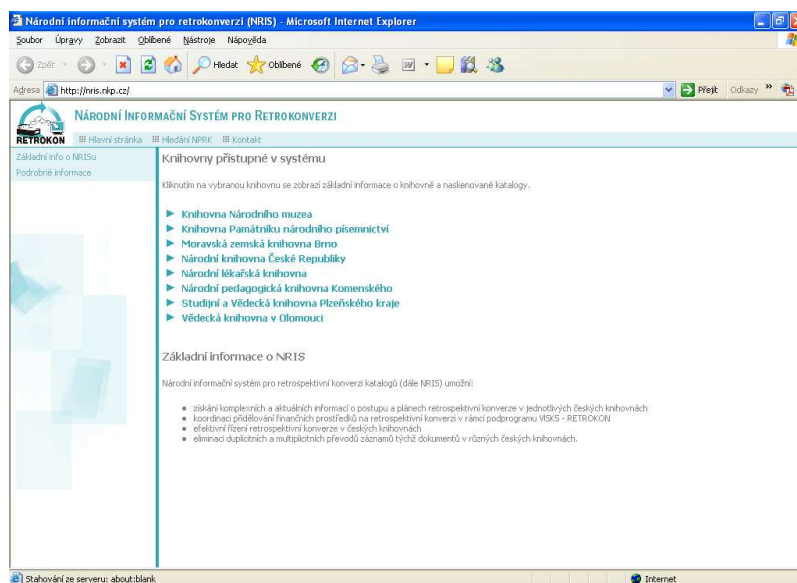 Národní informační systém pro retrokonverzi (NRIS) - Microsoft Internet Explorer
Soubor Úpravy Zobrazit Oblíbené Nástroje Nápověda
Zpět Hledat Oblíbené
Adresa http://nris.nkp.cz/ Přejít Odkazy »
NÁRODNÍ INFORMAČNÍ SYSTÉM PRO RETROKONVERZI
RETROKON Hlavní stránka Hledání NPRK Kontakt
Základní info o NRISu
Podrobné informace
Knihovny přístupné v systému
Kliknutím na vybranou knihovnu se zobrazí základní informace o knihovně a naskenované katalogy.
Knihovna Národního muzea
Knihovna Památníku národního písemnictví
Moravská zemská knihovna Brno
Národní knihovna České Republiky
Národní lékařská knihovna
Národní pedagogická knihovna Komenského
Studijní a Vědecká knihovna Plzeňského kraje
Vědecká knihovna v Olomouci
Základní informace o NRIS
Národní informační systém pro retrospektivní konverzi katalogů (dále NRIS) umožní:
získání komplexních a aktuálních informací o postupu a plánech retrospektivní konverze v jednotlivých českých knihovnách
koordinaci přidělování finančních prostředků na retrospektivní konverzi v rámci podprogramu VISK5 - RETROKON
efektivní řízení retrospektivní konverze v českých knihovnách
eliminaci duplicitních a multiplicitních převodů záznamů týchž dokumentů v různých českých knihovnách.
Stahování ze serveru: about:blank Internet